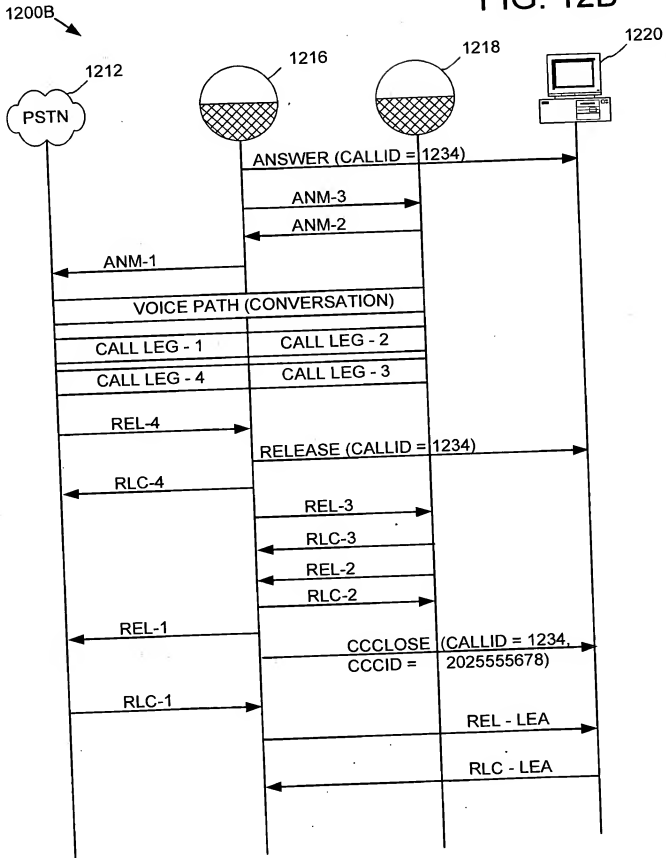 FIG. 12B
1200B
1212
1216
1218
1220
PSTN
ANSWER (CALLID = 1234)
ANM-3
ANM-2
ANM-1
VOICE PATH (CONVERSATION)
CALL LEG - 1
CALL LEG - 2
CALL LEG - 4
CALL LEG - 3
REL-4
RELEASE (CALLID = 1234)
RLC-4
REL-3
RLC-3
REL-2
RLC-2
REL-1
CCCLOSE (CALLID = 1234,
CCCID = 2025555678)
RLC-1
REL - LEA
RLC - LEA